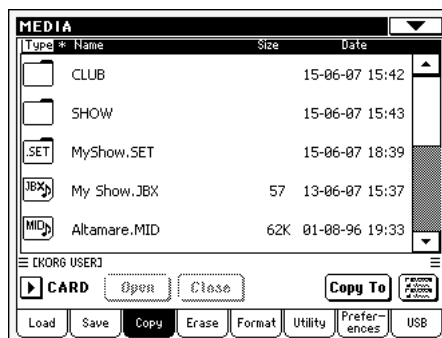 MEDIA
Type * Name Size Date
CLUB 15-06-07 15:42
SHOW 15-06-07 15:43
.SET MyShow.SET 15-06-07 18:39
JBX My Show.JBX 57 13-06-07 15:37
MID Altamare.MID 62K 01-08-96 19:33
[KORG USER]
CARD Open Close Copy To
Load Save Copy Erase Format Utility Prefer-ences USB